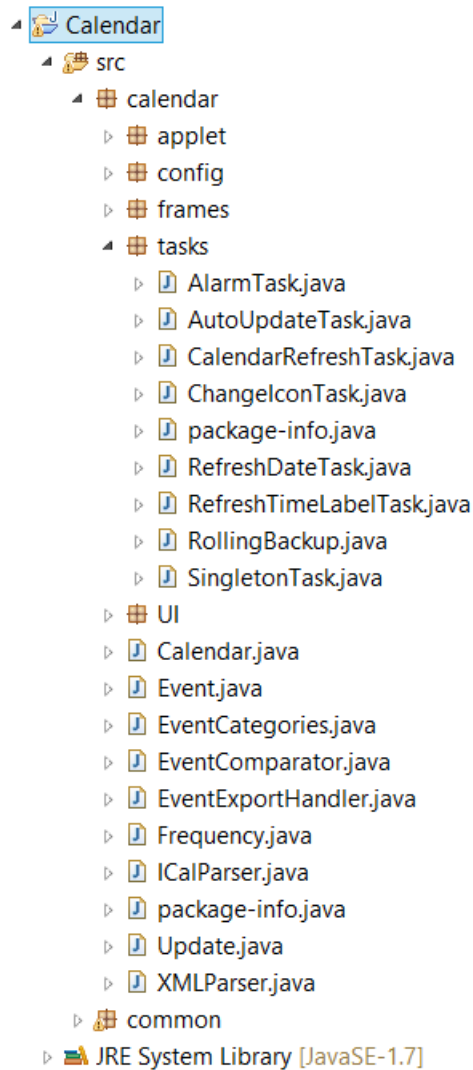 Calendar
src
calendar
applet
config
frames
tasks
AlarmTask.java
AutoUpdateTask.java
CalendarRefreshTask.java
ChangeIconTask.java
package-info.java
RefreshDateTask.java
RefreshTimeLabelTask.java
RollingBackup.java
SingletonTask.java
UI
Calendar.java
Event.java
EventCategories.java
EventComparator.java
EventExportHandler.java
Frequency.java
ICalParser.java
package-info.java
Update.java
XMLParser.java
common
JRE System Library [JavaSE-1.7]